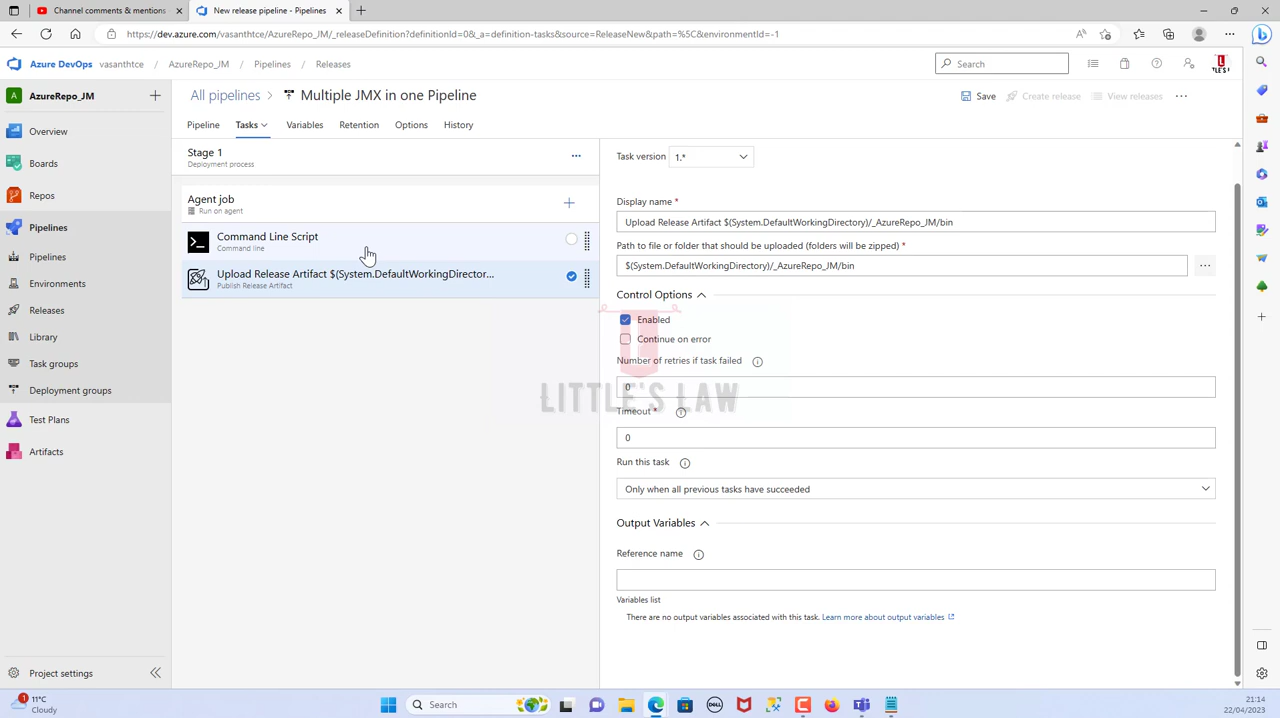 Channel comments & mentions
New release pipeline - Pipelines
https://dev.azure.com/vasanthtce/AzureRepo_JM/_releaseDefinition?definitionId=0&_a=definition-tasks&source=ReleaseNew&path=%5C&environmentId=-1
Azure DevOps vasanthtce / AzureRepo_JM / Pipelines / Releases
Search
LITTLE'S L
A AzureRepo_JM
All pipelines > Multiple JMX in one Pipeline
Save Create release View releases ...
Overview
Boards
Repos
Pipelines
Pipelines
Environments
Releases
Library
Task groups
Deployment groups
Test Plans
Artifacts
Project settings
Pipeline Tasks Variables Retention Options History
Stage 1
Deployment process
Agent job
Run on agent
Command Line Script
Command line
Upload Release Artifact $(System.DefaultWorkingDirector...
Publish Release Artifact
Task version 1.*
Display name *
Upload Release Artifact $(System.DefaultWorkingDirectory)/_AzureRepo_JM/bin
Path to file or folder that should be uploaded (folders will be zipped) *
$(System.DefaultWorkingDirectory)/_AzureRepo_JM/bin
Control Options
Enabled
Continue on error
Number of retries if task failed
0
LITTLE'S LAW
Timeout *
0
Run this task
Only when all previous tasks have succeeded
Output Variables
Reference name
Variables list
There are no output variables associated with this task. Learn more about output variables
11°C
Cloudy
Search
21:14
22/04/2023